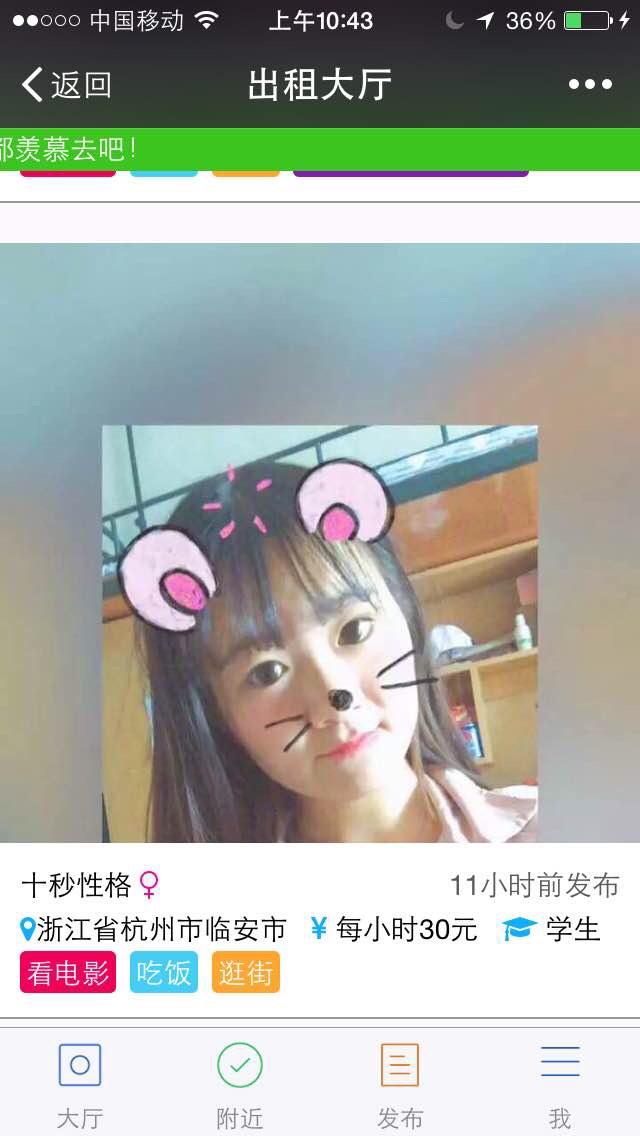 中国移动 上午10:43 36%
返回 出租大厅
都羡慕去吧！
十秒性格 11小时前发布
浙江省杭州市临安市 ¥ 每小时30元 学生
看电影 吃饭 逛街
大厅 附近 发布 我